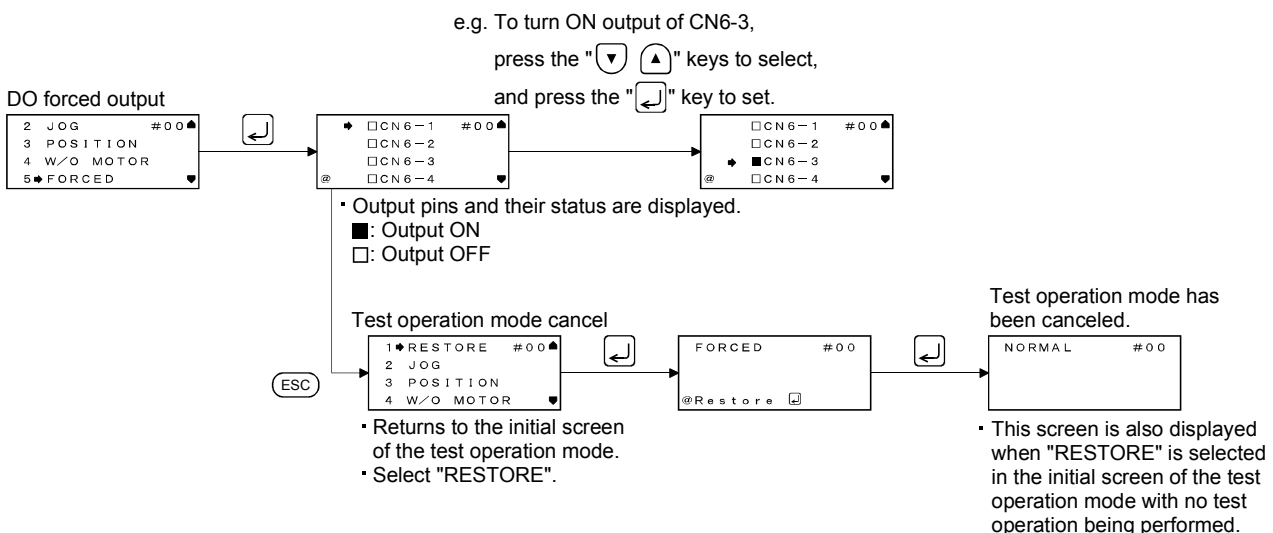 e.g. To turn ON output of CN6-3,
press the "▼ ▲" keys to select,
and press the "↵" key to set.
DO forced output
2 JOG #00▲
3 POSITION
4 W/O MOTOR
5➧FORCED ▼
↵
➧ □CN6-1 #00▲
□CN6-2
□CN6-3
@ □CN6-4 ▼
□CN6-1 #00▲
□CN6-2
➧ ■CN6-3
@ □CN6-4 ▼
▪ Output pins and their status are displayed.
■: Output ON
□: Output OFF
Test operation mode cancel
ESC
1➧RESTORE #00▲
2 JOG
3 POSITION
4 W/O MOTOR ▼
↵
FORCED #00
@Restore ↵
↵
Test operation mode has
been canceled.
NORMAL #00
▪ Returns to the initial screen
of the test operation mode.
▪ Select "RESTORE".
▪ This screen is also displayed
when "RESTORE" is selected
in the initial screen of the test
operation mode with no test
operation being performed.